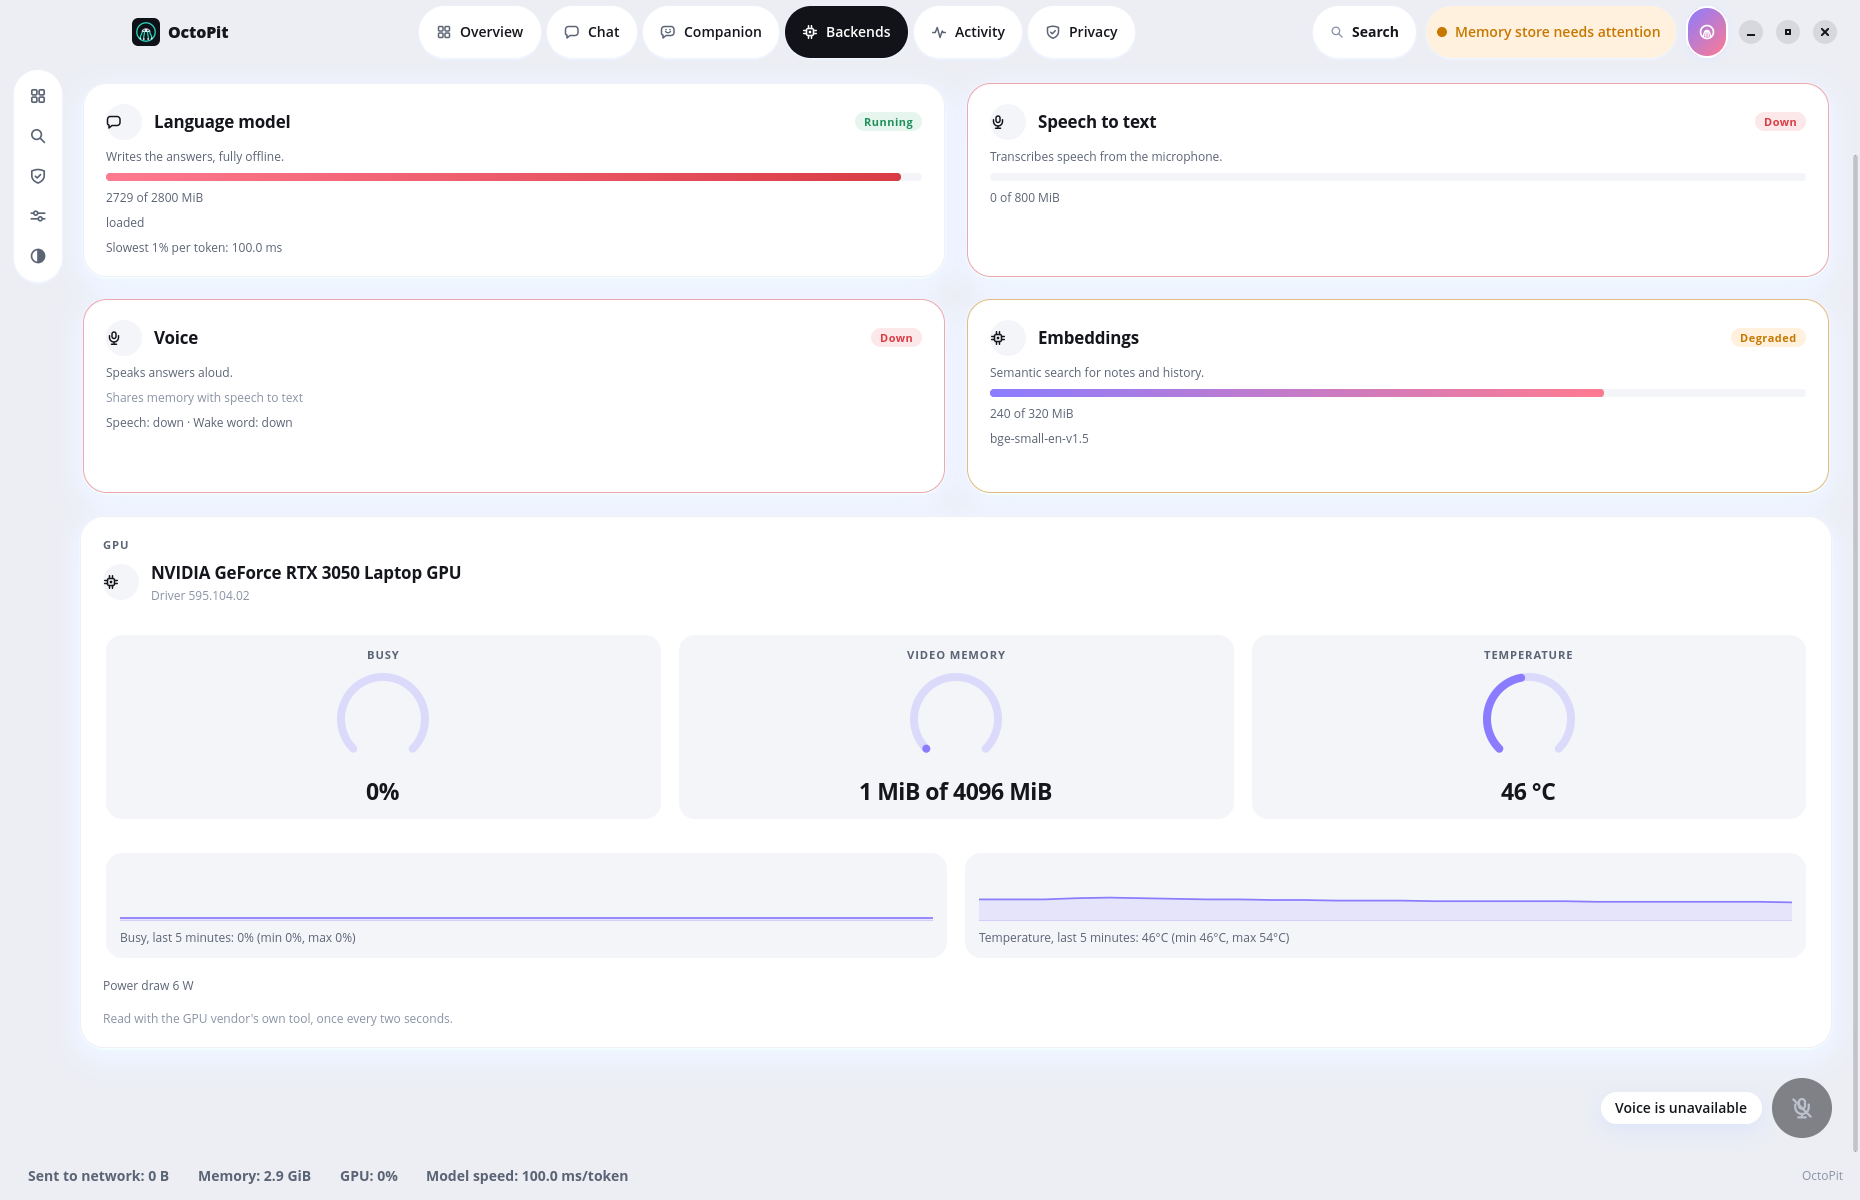 OctoPit
Overview
Chat
Companion
Backends
Activity
Privacy
Search
Memory store needs attention
Language model
Running
Writes the answers, fully offline.
2729 of 2800 MiB
loaded
Slowest 1% per token: 100.0 ms
Speech to text
Down
Transcribes speech from the microphone.
0 of 800 MiB
Voice
Down
Speaks answers aloud.
Shares memory with speech to text
Speech: down · Wake word: down
Embeddings
Degraded
Semantic search for notes and history.
240 of 320 MiB
bge-small-en-v1.5
GPU
NVIDIA GeForce RTX 3050 Laptop GPU
Driver 595.104.02
BUSY
0%
VIDEO MEMORY
1 MiB of 4096 MiB
TEMPERATURE
46 °C
Busy, last 5 minutes: 0% (min 0%, max 0%)
Temperature, last 5 minutes: 46°C (min 46°C, max 54°C)
Power draw 6 W
Read with the GPU vendor's own tool, once every two seconds.
Voice is unavailable
Sent to network: 0 B
Memory: 2.9 GiB
GPU: 0%
Model speed: 100.0 ms/token
OctoPit